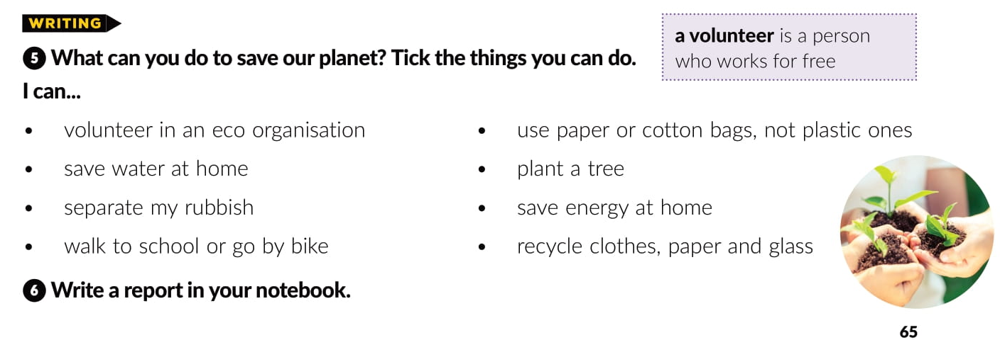 WRITING
5 What can you do to save our planet? Tick the things you can do.
a volunteer is a person
who works for free
I can...
• volunteer in an eco organisation
• save water at home
• separate my rubbish
• walk to school or go by bike
• use paper or cotton bags, not plastic ones
• plant a tree
• save energy at home
• recycle clothes, paper and glass
6 Write a report in your notebook.
65